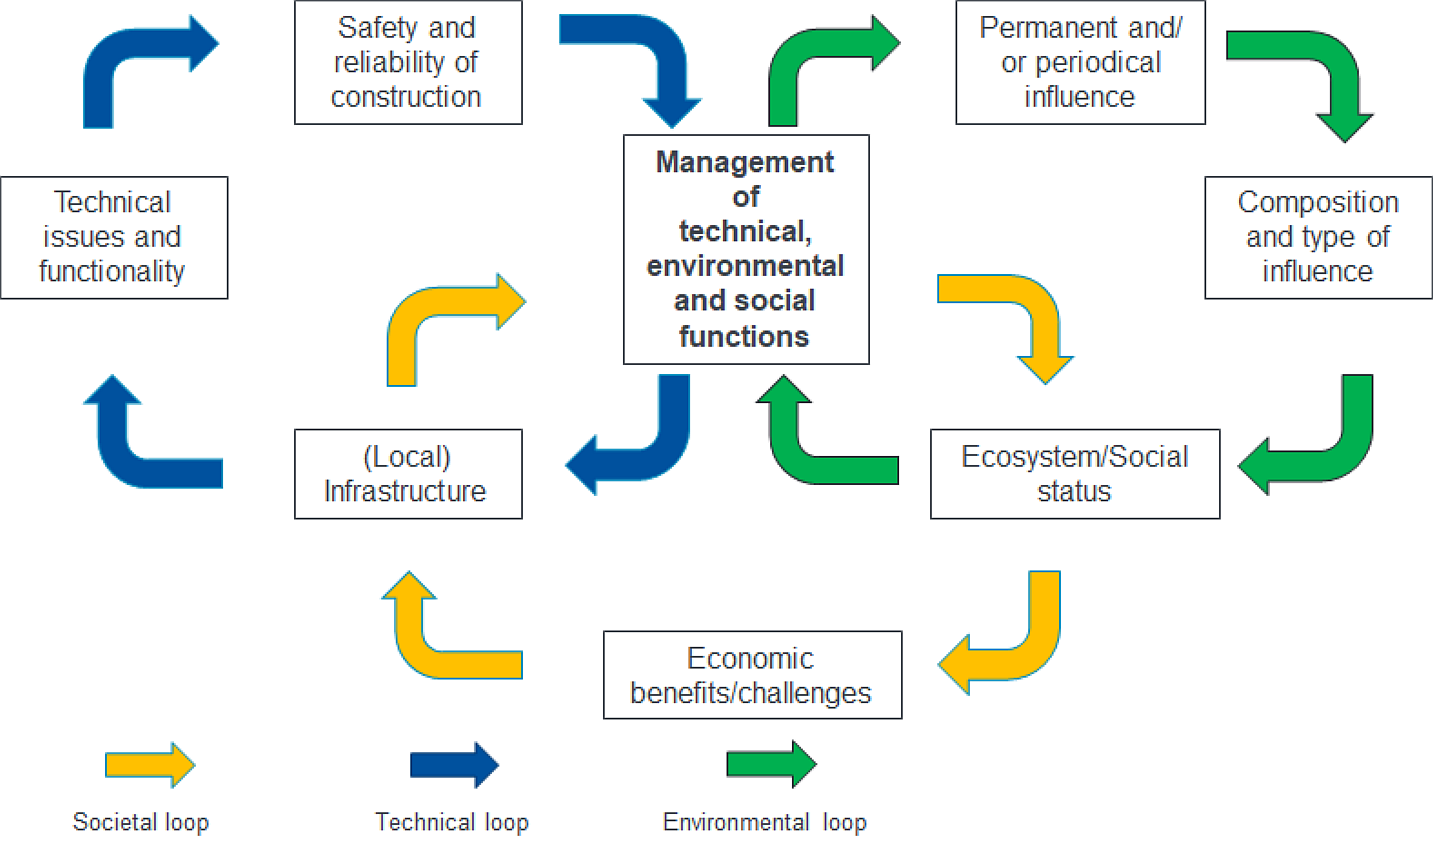 Safety and
reliability of
construction
Permanent and/
or periodical
influence
Management
of
technical,
environmental
and social
functions
Technical
issues and
functionality
Composition
and type of
influence
(Local)
Infrastructure
Ecosystem/Social
status
Economic
benefits/challenges
Societal loop
Technical loop
Environmental loop